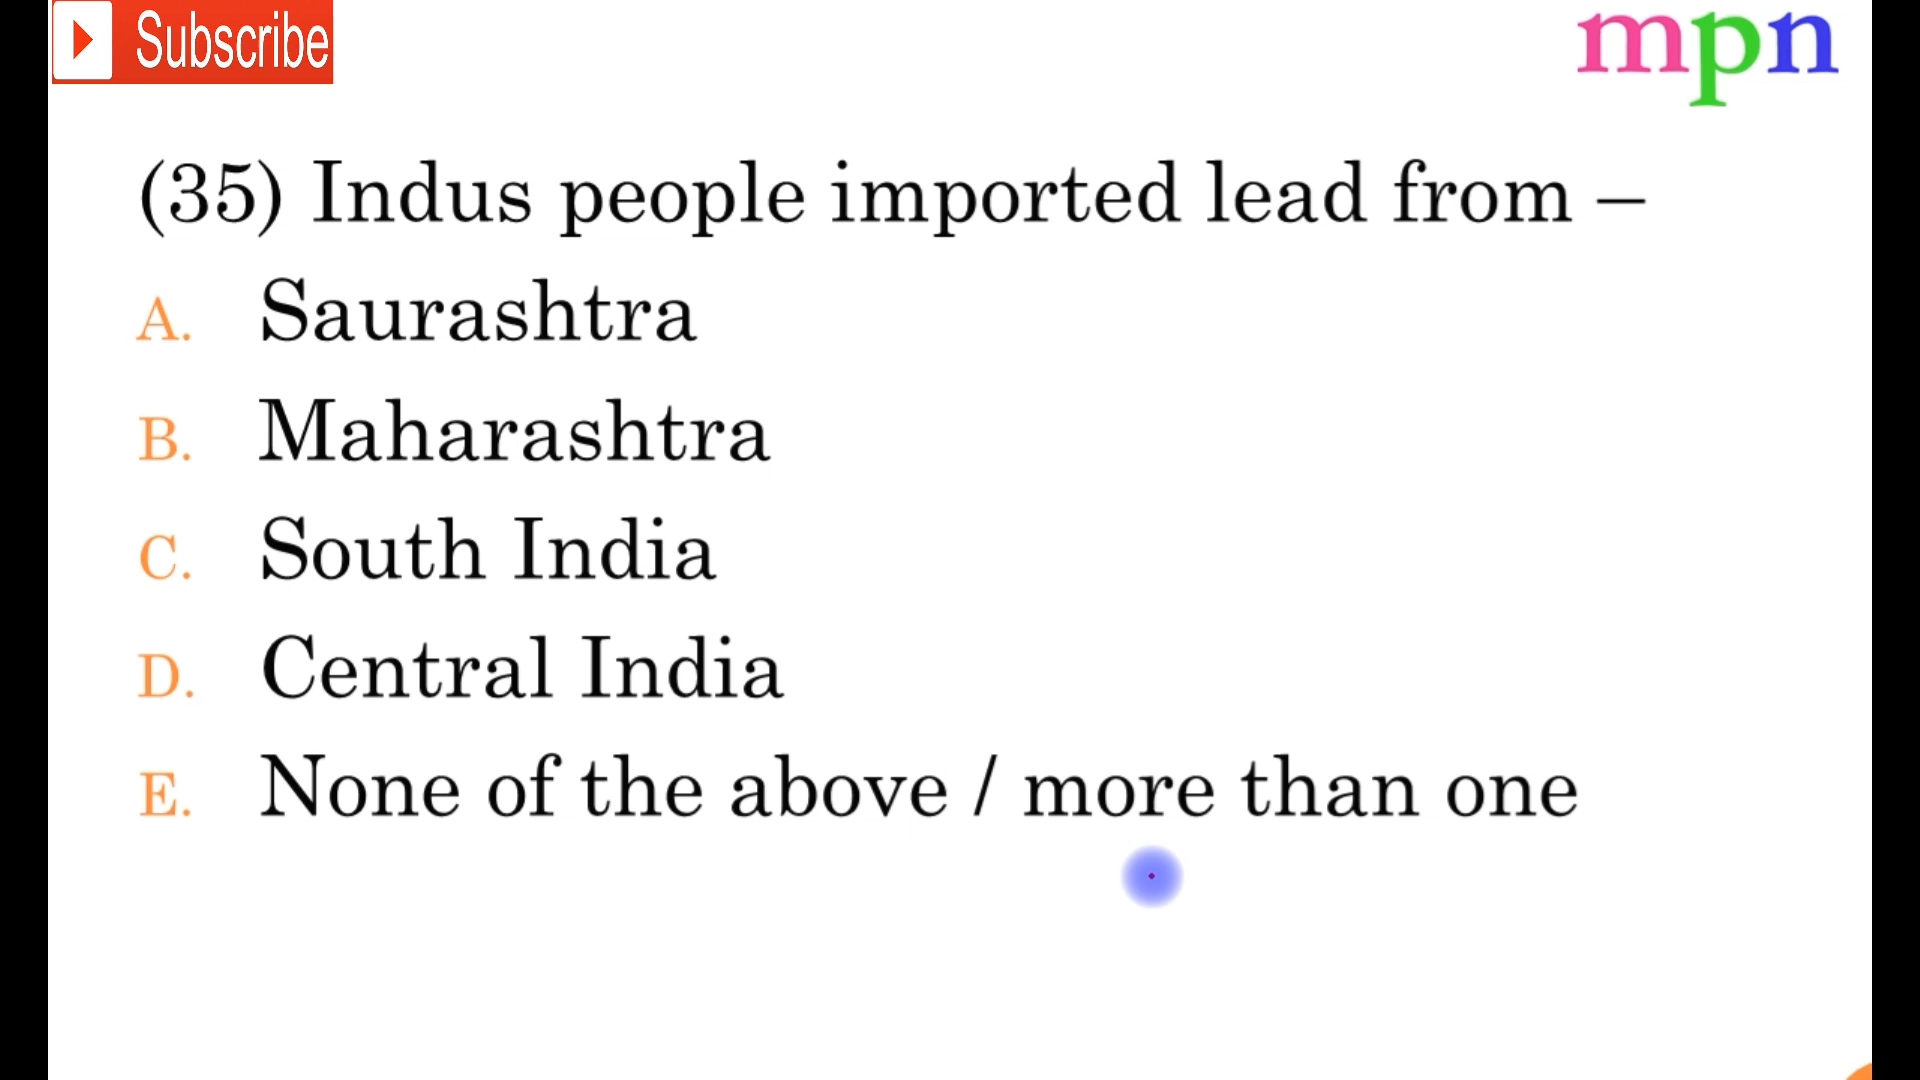 Subscribe
mpn
(35) Indus people imported lead from –
A. Saurashtra
B. Maharashtra
C. South India
D. Central India
E. None of the above / more than one